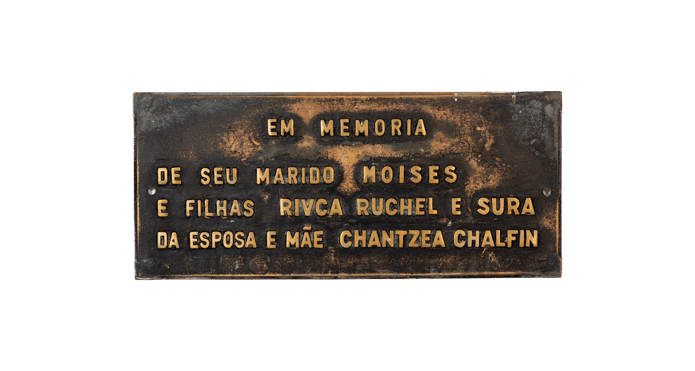 EM MEMORIA
DE SEU MARIDO MOISES
E FILHAS RIVCA RUCHEL E SURA
DA ESPOSA E MÃE CHANTZEA CHALFIN